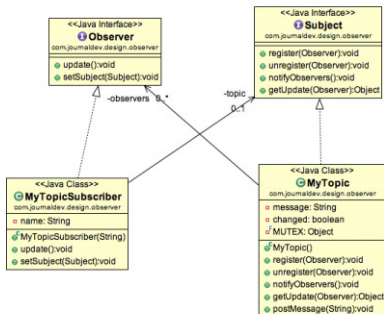 <<Java Interface>>
Observer
com.journaldev.design.observer
update():void
setSubject(Subject):void
<<Java Interface>>
Subject
com.journaldev.design.observer
register(Observer):void
unregister(Observer):void
notifyObservers():void
getUpdate(Observer):Object
-observers 0..*
-topic
0..1
<<Java Class>>
MyTopicSubscriber
com.journaldev.design.observer
name: String
MyTopicSubscriber(String)
update():void
setSubject(Subject):void
<<Java Class>>
MyTopic
com.journaldev.design.observer
message: String
changed: boolean
MUTEX: Object
MyTopic()
register(Observer):void
unregister(Observer):void
notifyObservers():void
getUpdate(Observer):Object
postMessage(String):void